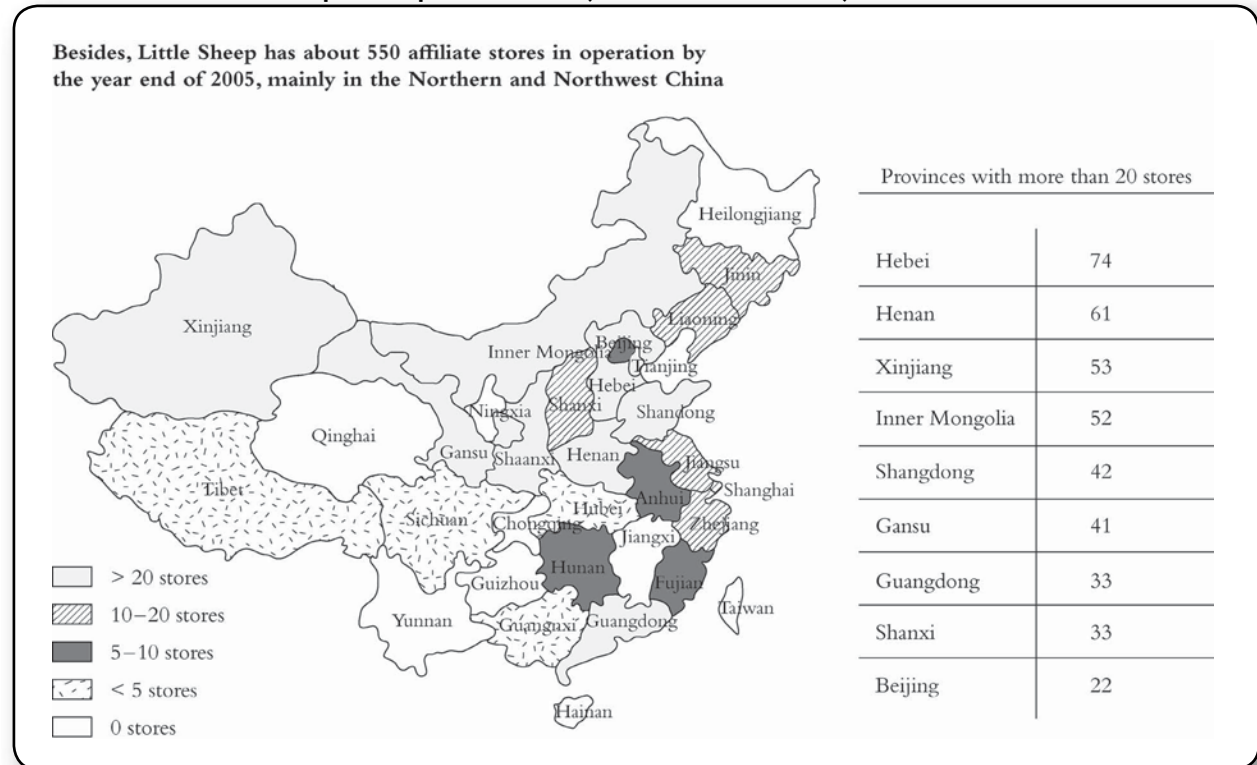 Besides, Little Sheep has about 550 affiliate stores in operation by
the year end of 2005, mainly in the Northern and Northwest China
Heilongjiang
Jinin
Liaoning
Xinjiang
Beijing
Inner Mongolia
Tianjing
Hebei
Ningxia
Shanxi
Shandong
Qinghai
Gansu
Shaanxi
Henan
Jiangsu
Tibet
Shanghai
Anhui
Sichuan
Hubei
Chongqing
Zhejiang
Jiangxi
Hunan
Guizhou
Fujian
Taiwan
Yunnan
Guangxi
Guangdong
Hainan
> 20 stores
10–20 stores
5–10 stores
< 5 stores
0 stores
Provinces with more than 20 stores
Hebei 74
Henan 61
Xinjiang 53
Inner Mongolia 52
Shangdong 42
Gansu 41
Guangdong 33
Shanxi 33
Beijing 22